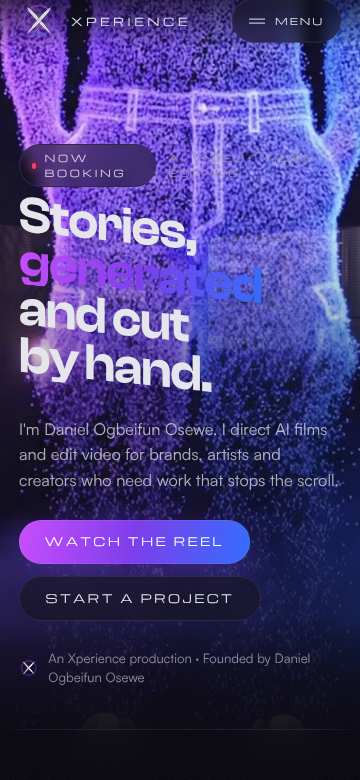 XPERIENCE
MENU
NOW
BOOKING
Stories,
generated
and cut
by hand.
I'm Daniel Ogbeifun Osewe. I direct AI films
and edit video for brands, artists and
creators who need work that stops the scroll.
WATCH THE REEL
START A PROJECT
An Xperience production · Founded by Daniel
Ogbeifun Osewe